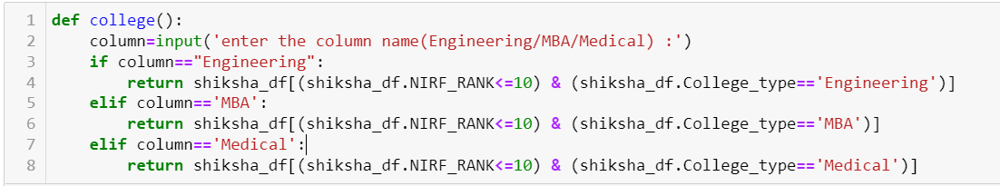 1 def college():
2     column=input('enter the column name(Engineering/MBA/Medical) :')
3     if column=="Engineering":
4         return shiksha_df[(shiksha_df.NIRF_RANK<=10) & (shiksha_df.College_type=='Engineering')]
5     elif column=='MBA':
6         return shiksha_df[(shiksha_df.NIRF_RANK<=10) & (shiksha_df.College_type=='MBA')]
7     elif column=='Medical':
8         return shiksha_df[(shiksha_df.NIRF_RANK<=10) & (shiksha_df.College_type=='Medical')]